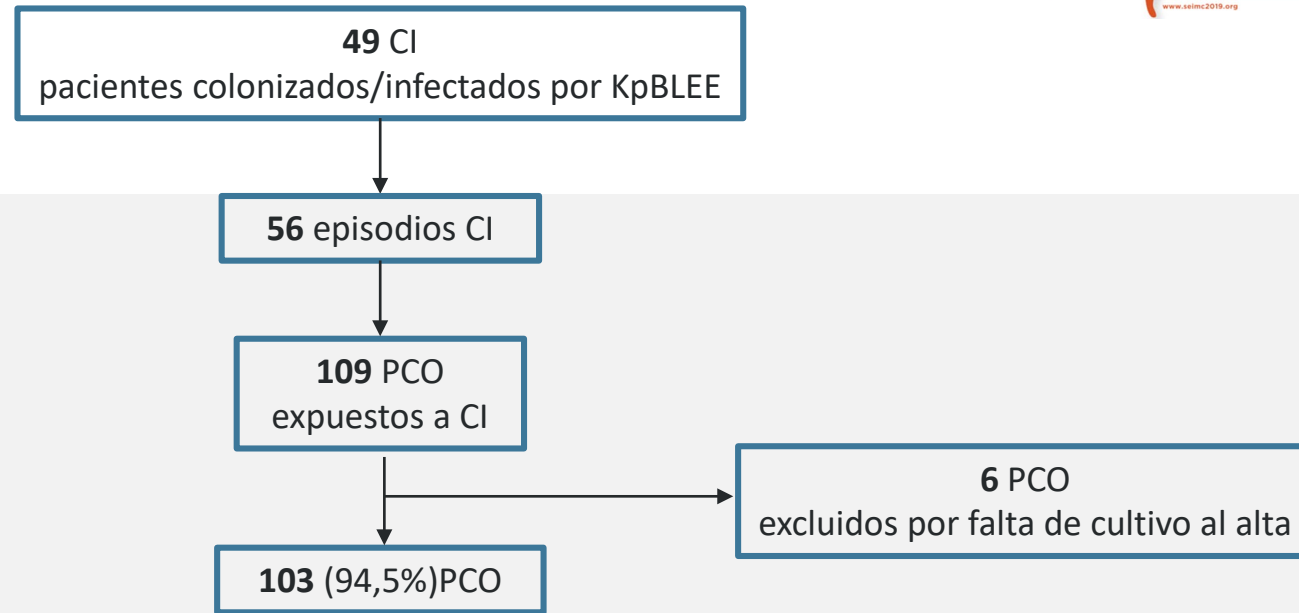 www.seimc2019.org
49 CI
pacientes colonizados/infectados por KpBLEE
56 episodios CI
109 PCO
expuestos a CI
6 PCO
excluidos por falta de cultivo al alta
103 (94,5%)PCO